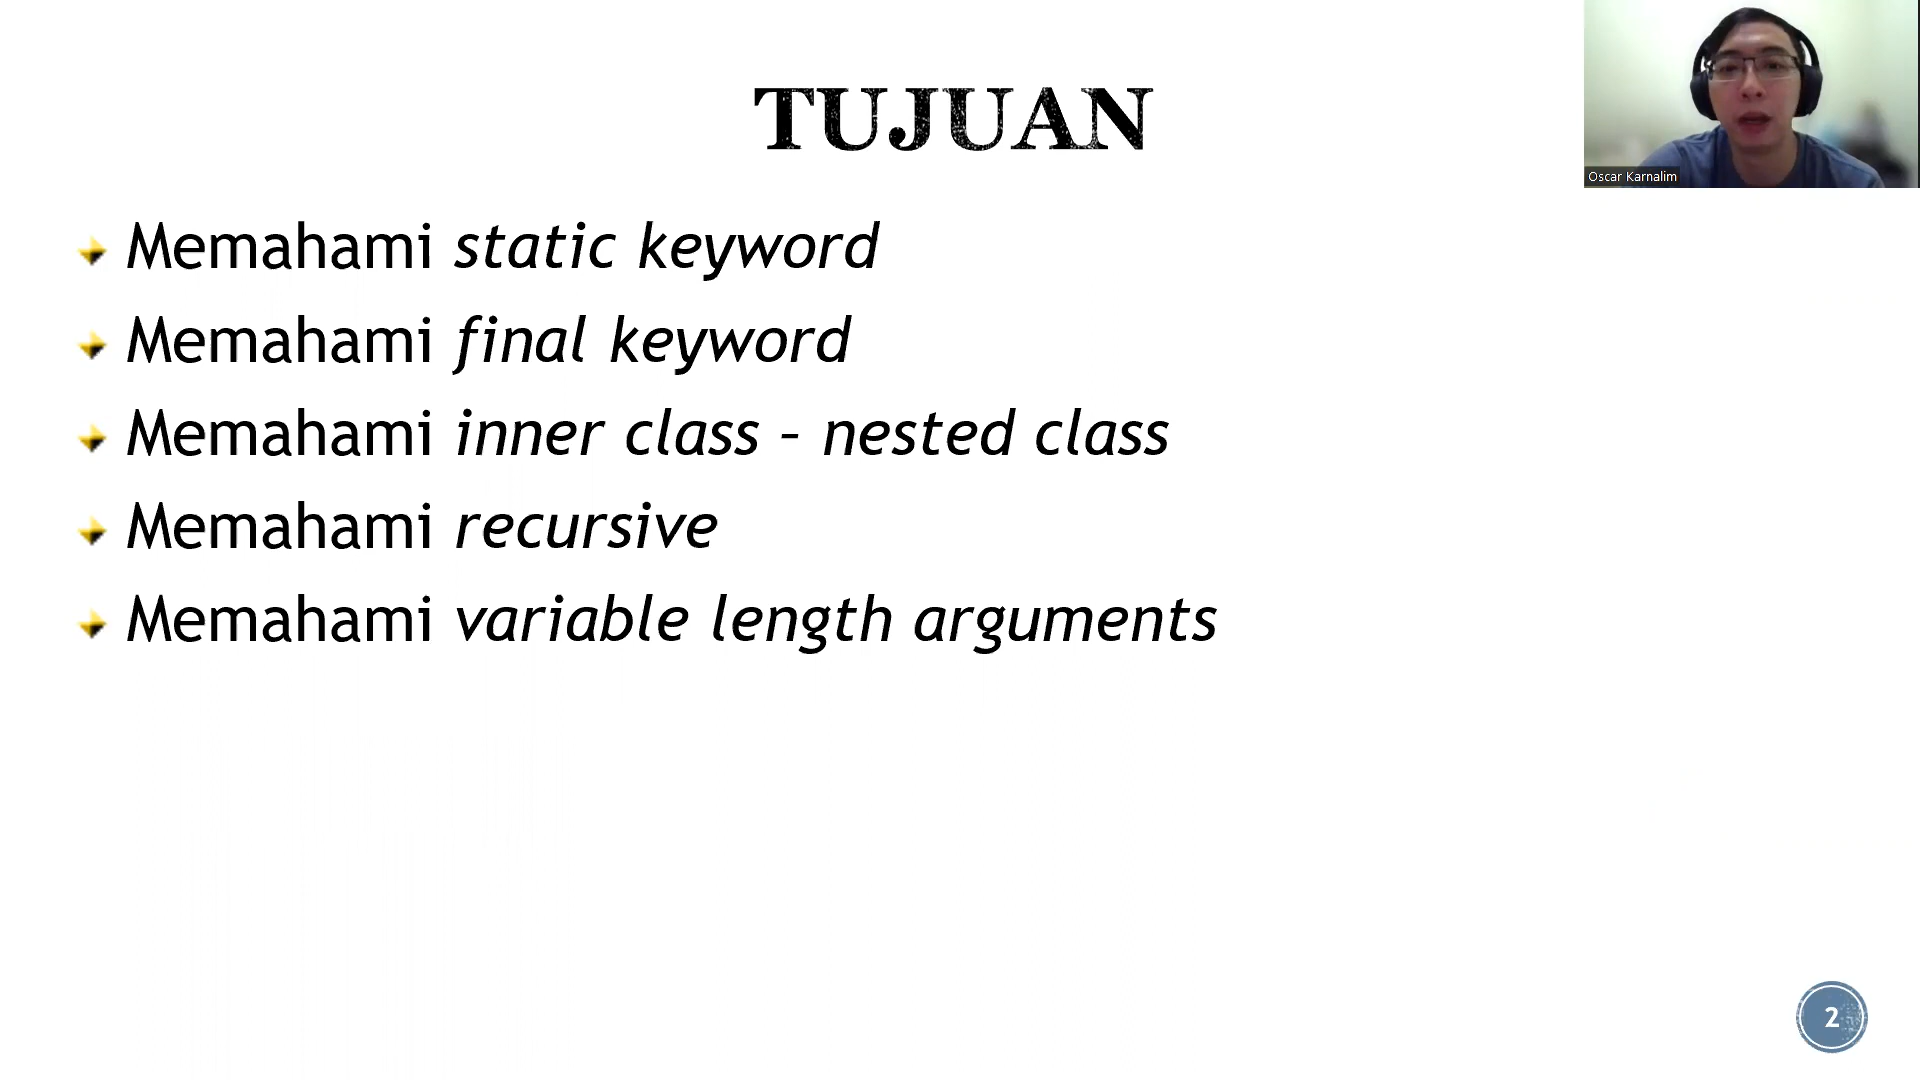 TUJUAN
Oscar Karnalim
Memahami static keyword
Memahami final keyword
Memahami inner class – nested class
Memahami recursive
Memahami variable length arguments
2